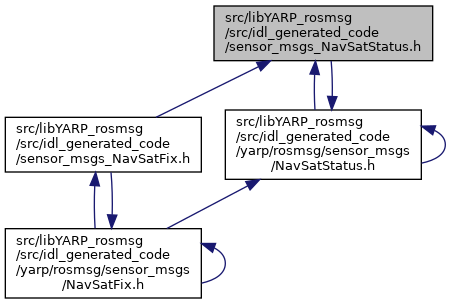 src/libYARP_rosmsg
/src/idl_generated_code
/sensor_msgs_NavSatStatus.h
src/libYARP_rosmsg
/src/idl_generated_code
/sensor_msgs_NavSatFix.h
src/libYARP_rosmsg
/src/idl_generated_code
/yarp/rosmsg/sensor_msgs
/NavSatStatus.h
src/libYARP_rosmsg
/src/idl_generated_code
/yarp/rosmsg/sensor_msgs
/NavSatFix.h